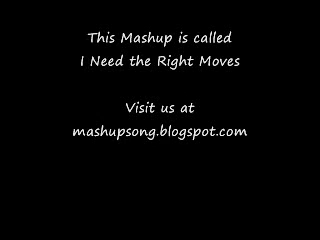 This Mashup is called
I Need the Right Moves
Visit us at
mashupsong.blogspot.com